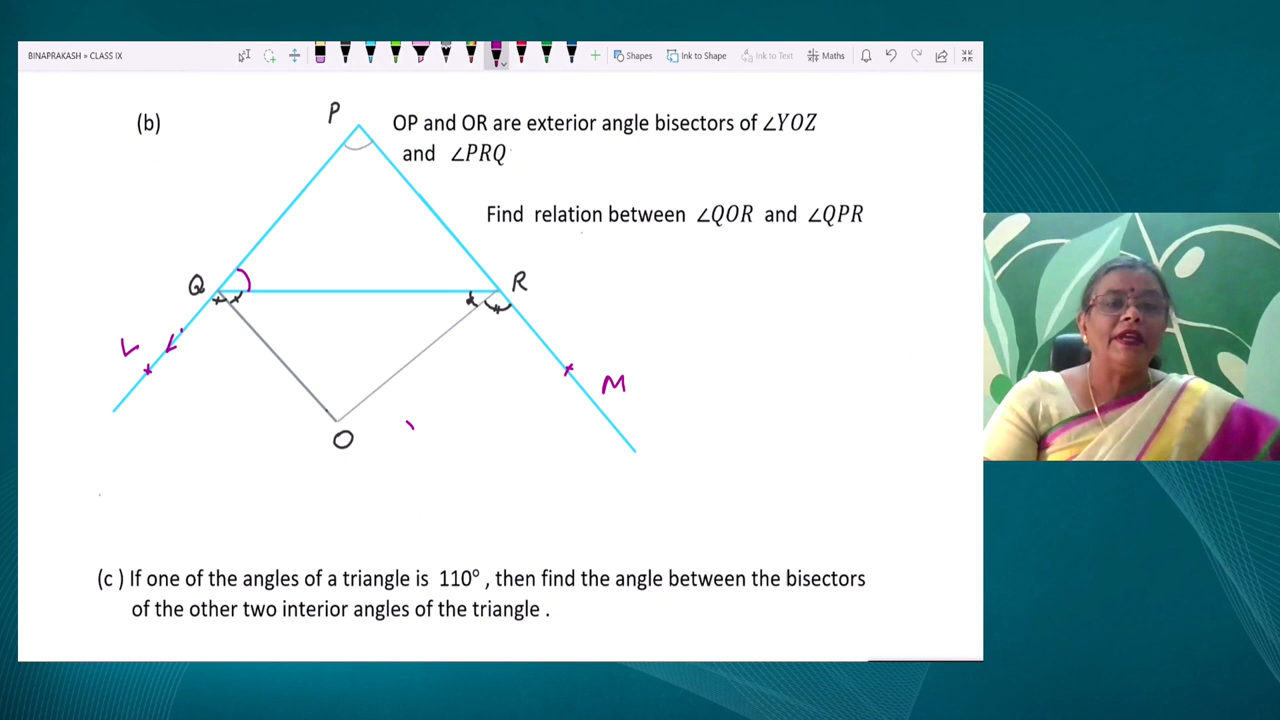 BINAPRAKASH » CLASS IX
Shapes
Ink to Shape
Ink to Text
Maths
(b)
P
OP and OR are exterior angle bisectors of ∠YOZ
and ∠PRQ
Find relation between ∠QOR and ∠QPR
Q
R
L
M
O
(c ) If one of the angles of a triangle is 110° , then find the angle between the bisectors
of the other two interior angles of the triangle .